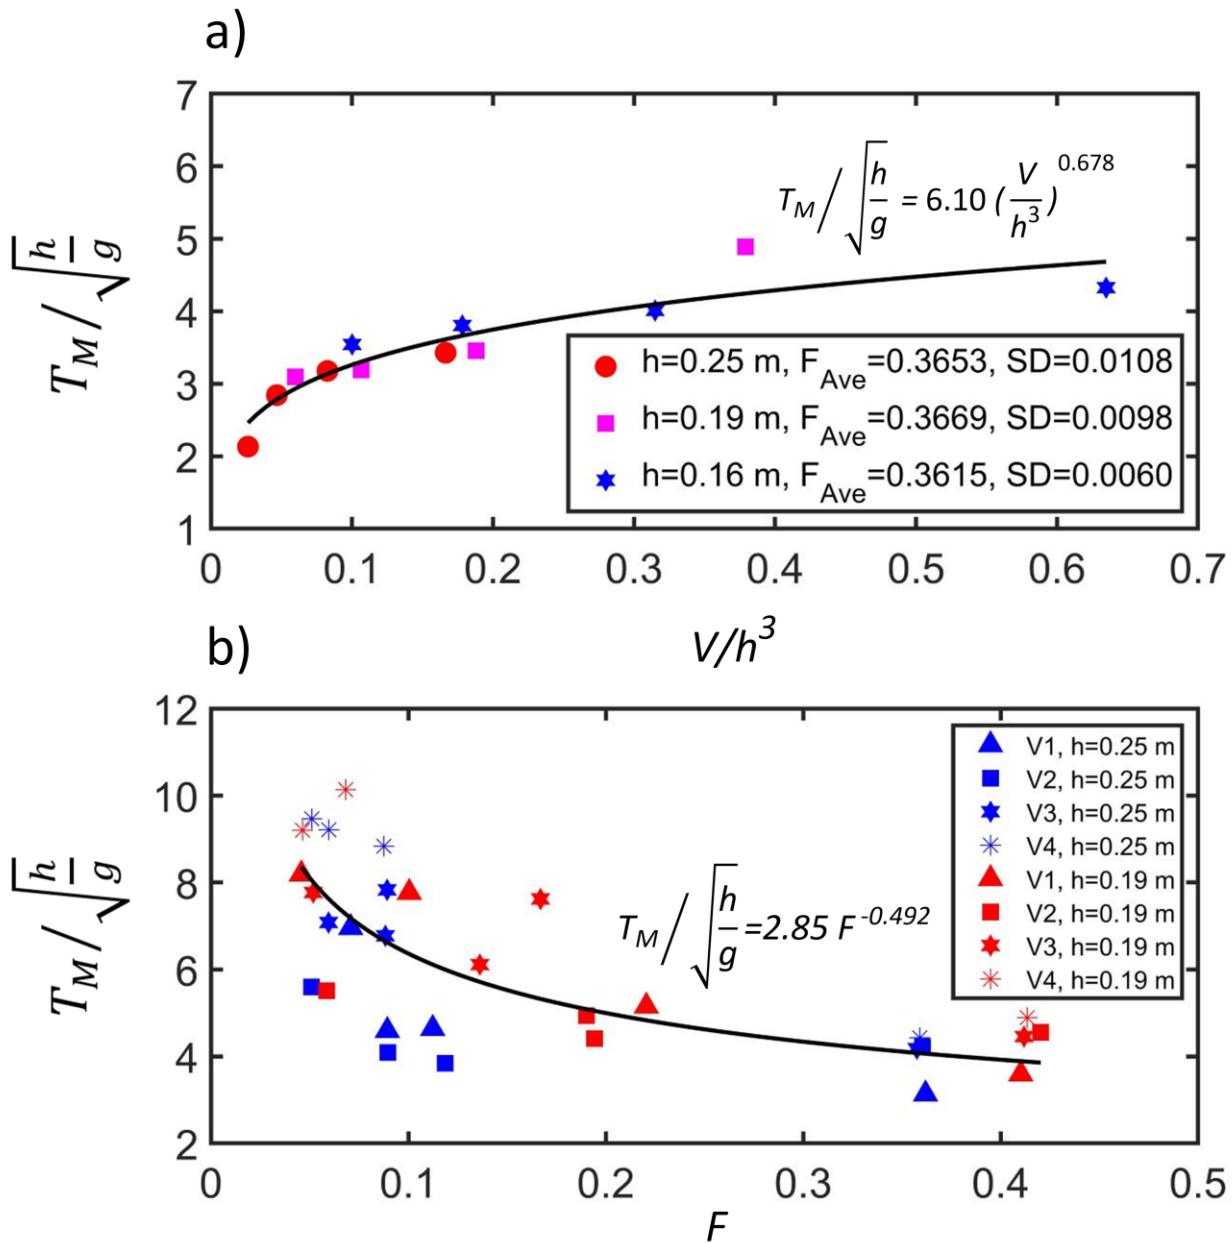 a)
7
6
5
4
3
2
1
T_M / √(h/g)
T_M / √(h/g) = 6.10 (V/h³)^0.678
h=0.25 m, F_Ave=0.3653, SD=0.0108
h=0.19 m, F_Ave=0.3669, SD=0.0098
h=0.16 m, F_Ave=0.3615, SD=0.0060
0 0.1 0.2 0.3 0.4 0.5 0.6 0.7
V/h³
b)
12
10
8
6
4
2
T_M / √(h/g)
T_M / √(h/g) =2.85 F^-0.492
V1, h=0.25 m
V2, h=0.25 m
V3, h=0.25 m
V4, h=0.25 m
V1, h=0.19 m
V2, h=0.19 m
V3, h=0.19 m
V4, h=0.19 m
0 0.1 0.2 0.3 0.4 0.5
F